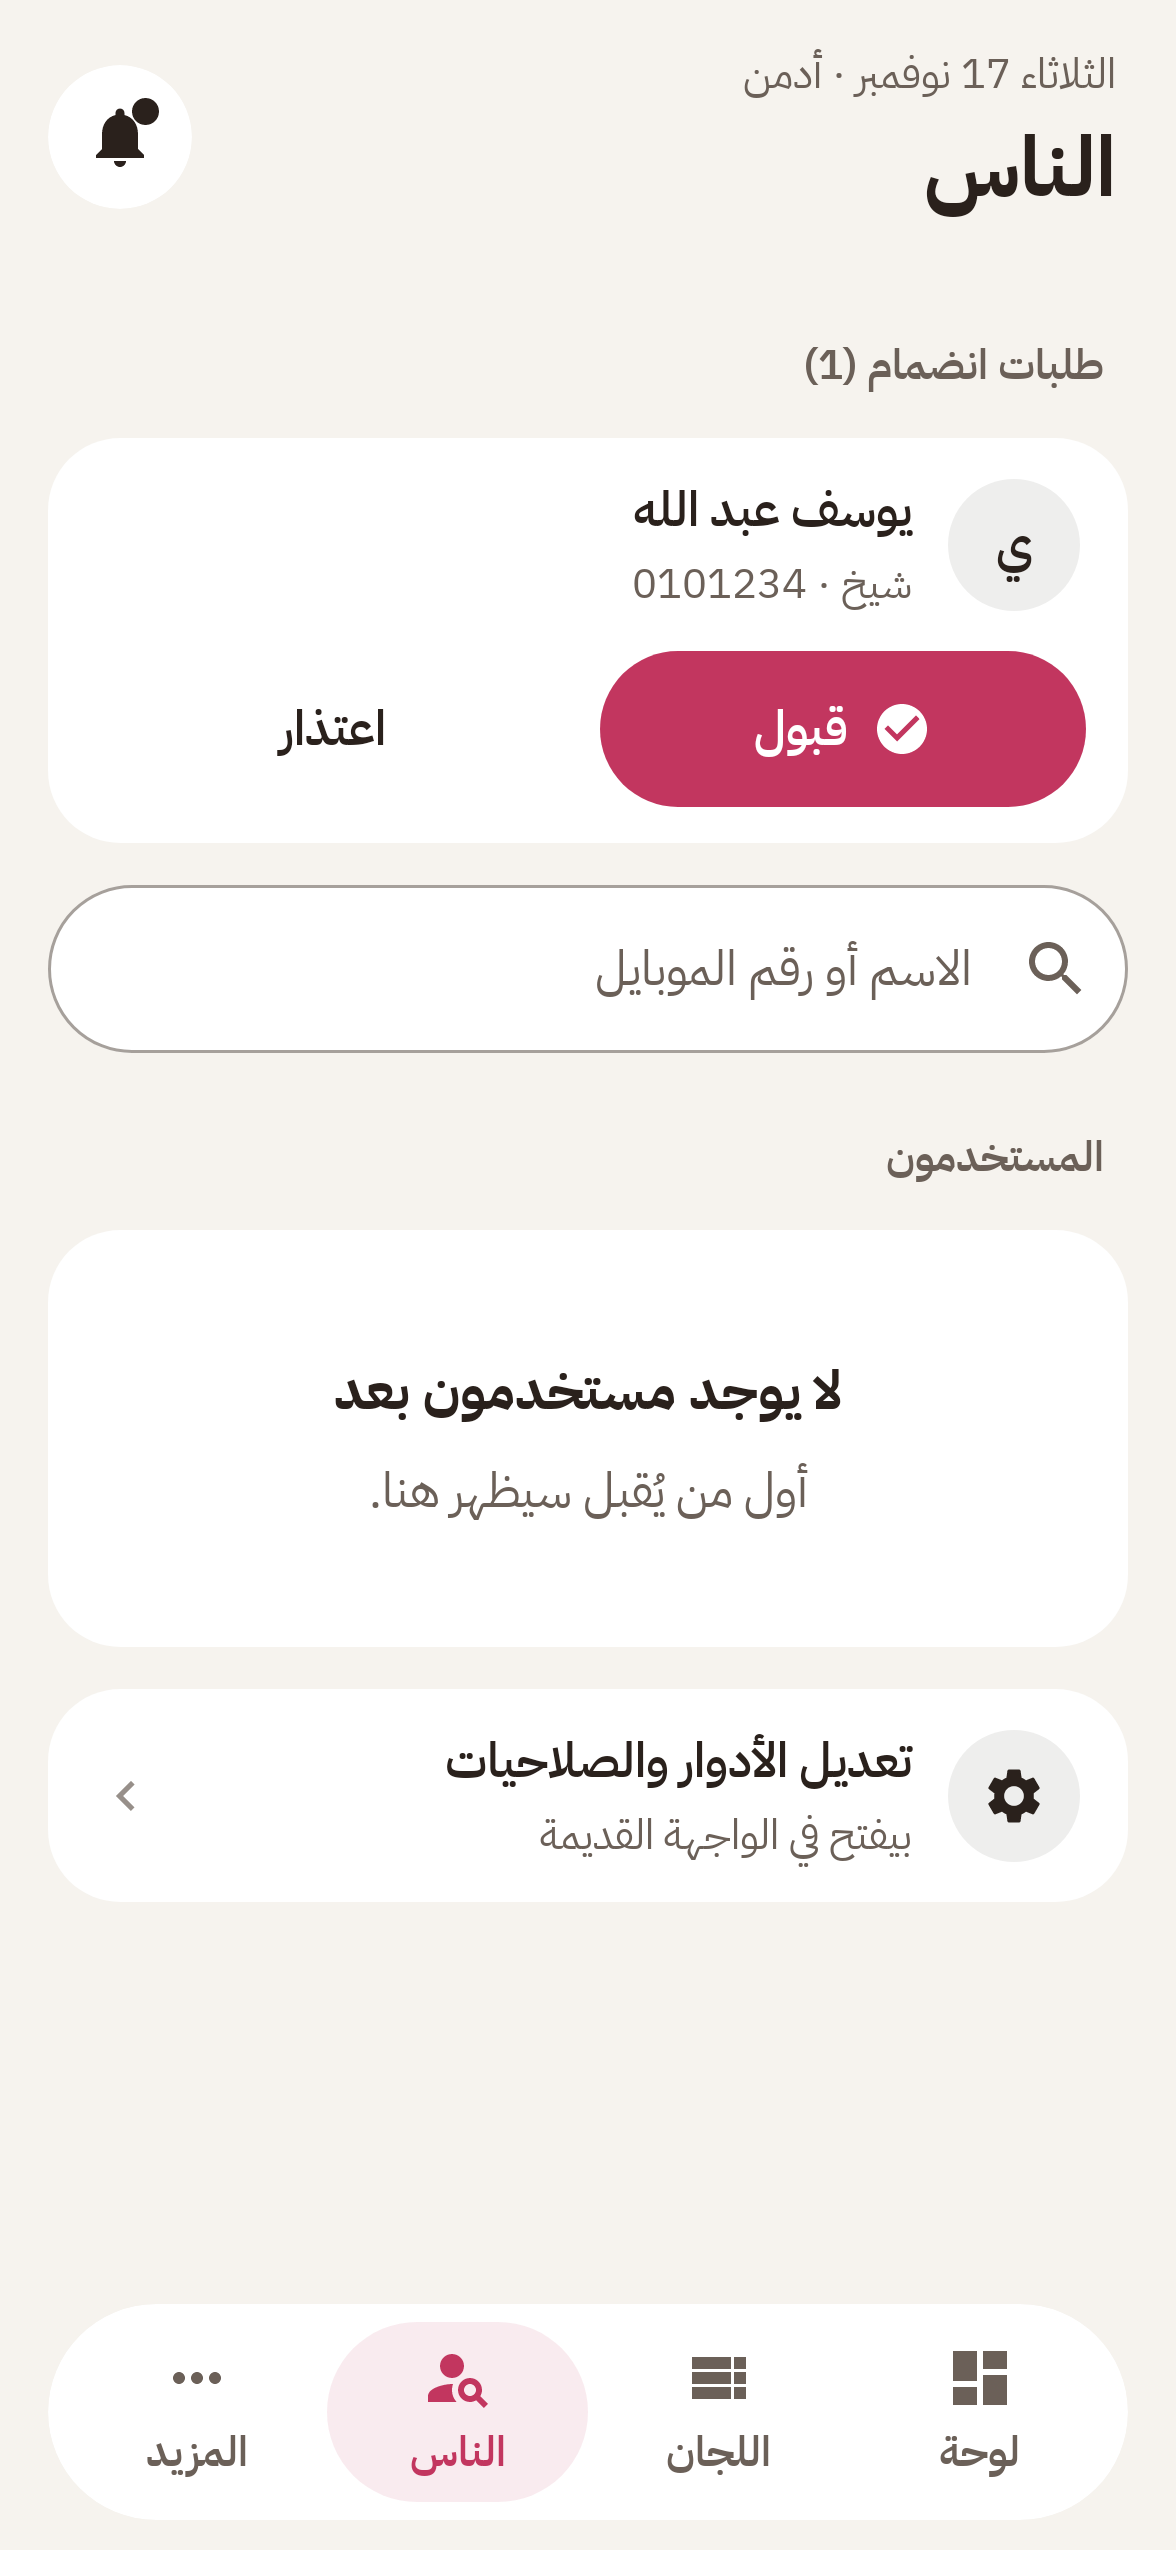 الثلاثاء 17 نوفمبر · أدمن
الناس
طلبات انضمام (1)
ي
يوسف عبد الله
شيخ · 0101234
قبول
اعتذار
الاسم أو رقم الموبايل
المستخدمون
لا يوجد مستخدمون بعد
أول من يُقبل سيظهر هنا.
تعديل الأدوار والصلاحيات
بيفتح في الواجهة القديمة
لوحة
اللجان
الناس
المزيد